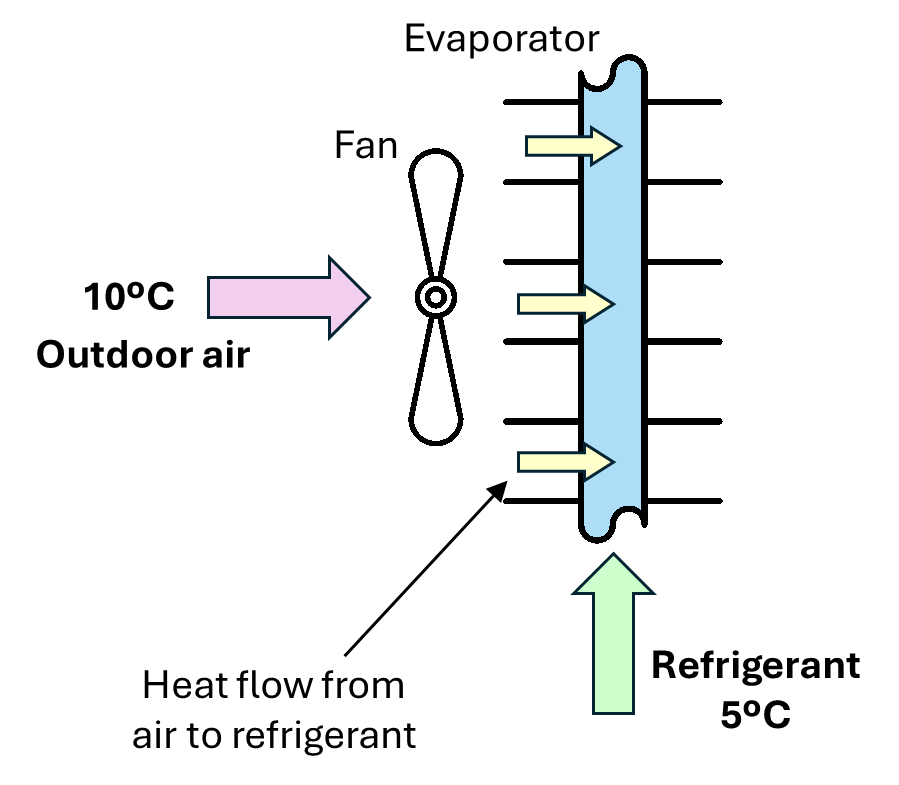 Evaporator
Fan
10ºC
Outdoor air
Heat flow from
air to refrigerant
Refrigerant
5ºC